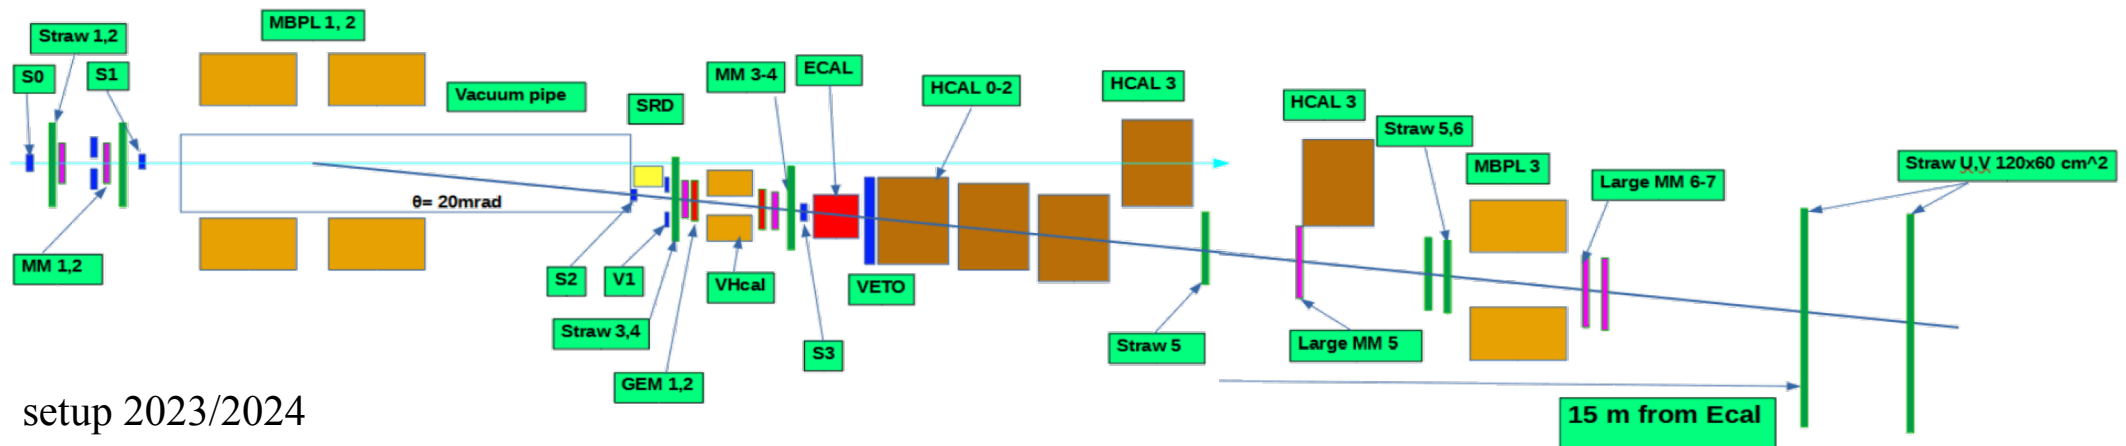 MBPL 1, 2
Straw 1,2
S0
S1
Vacuum pipe
SRD
MM 3-4
ECAL
HCAL 0-2
HCAL 3
HCAL 3
Straw 5,6
MBPL 3
Large MM 6-7
Straw U,V 120x60 cm^2
θ= 20mrad
MM 1,2
S2
V1
VHcal
VETO
Straw 3,4
S3
GEM 1,2
Straw 5
Large MM 5
15 m from Ecal
setup 2023/2024